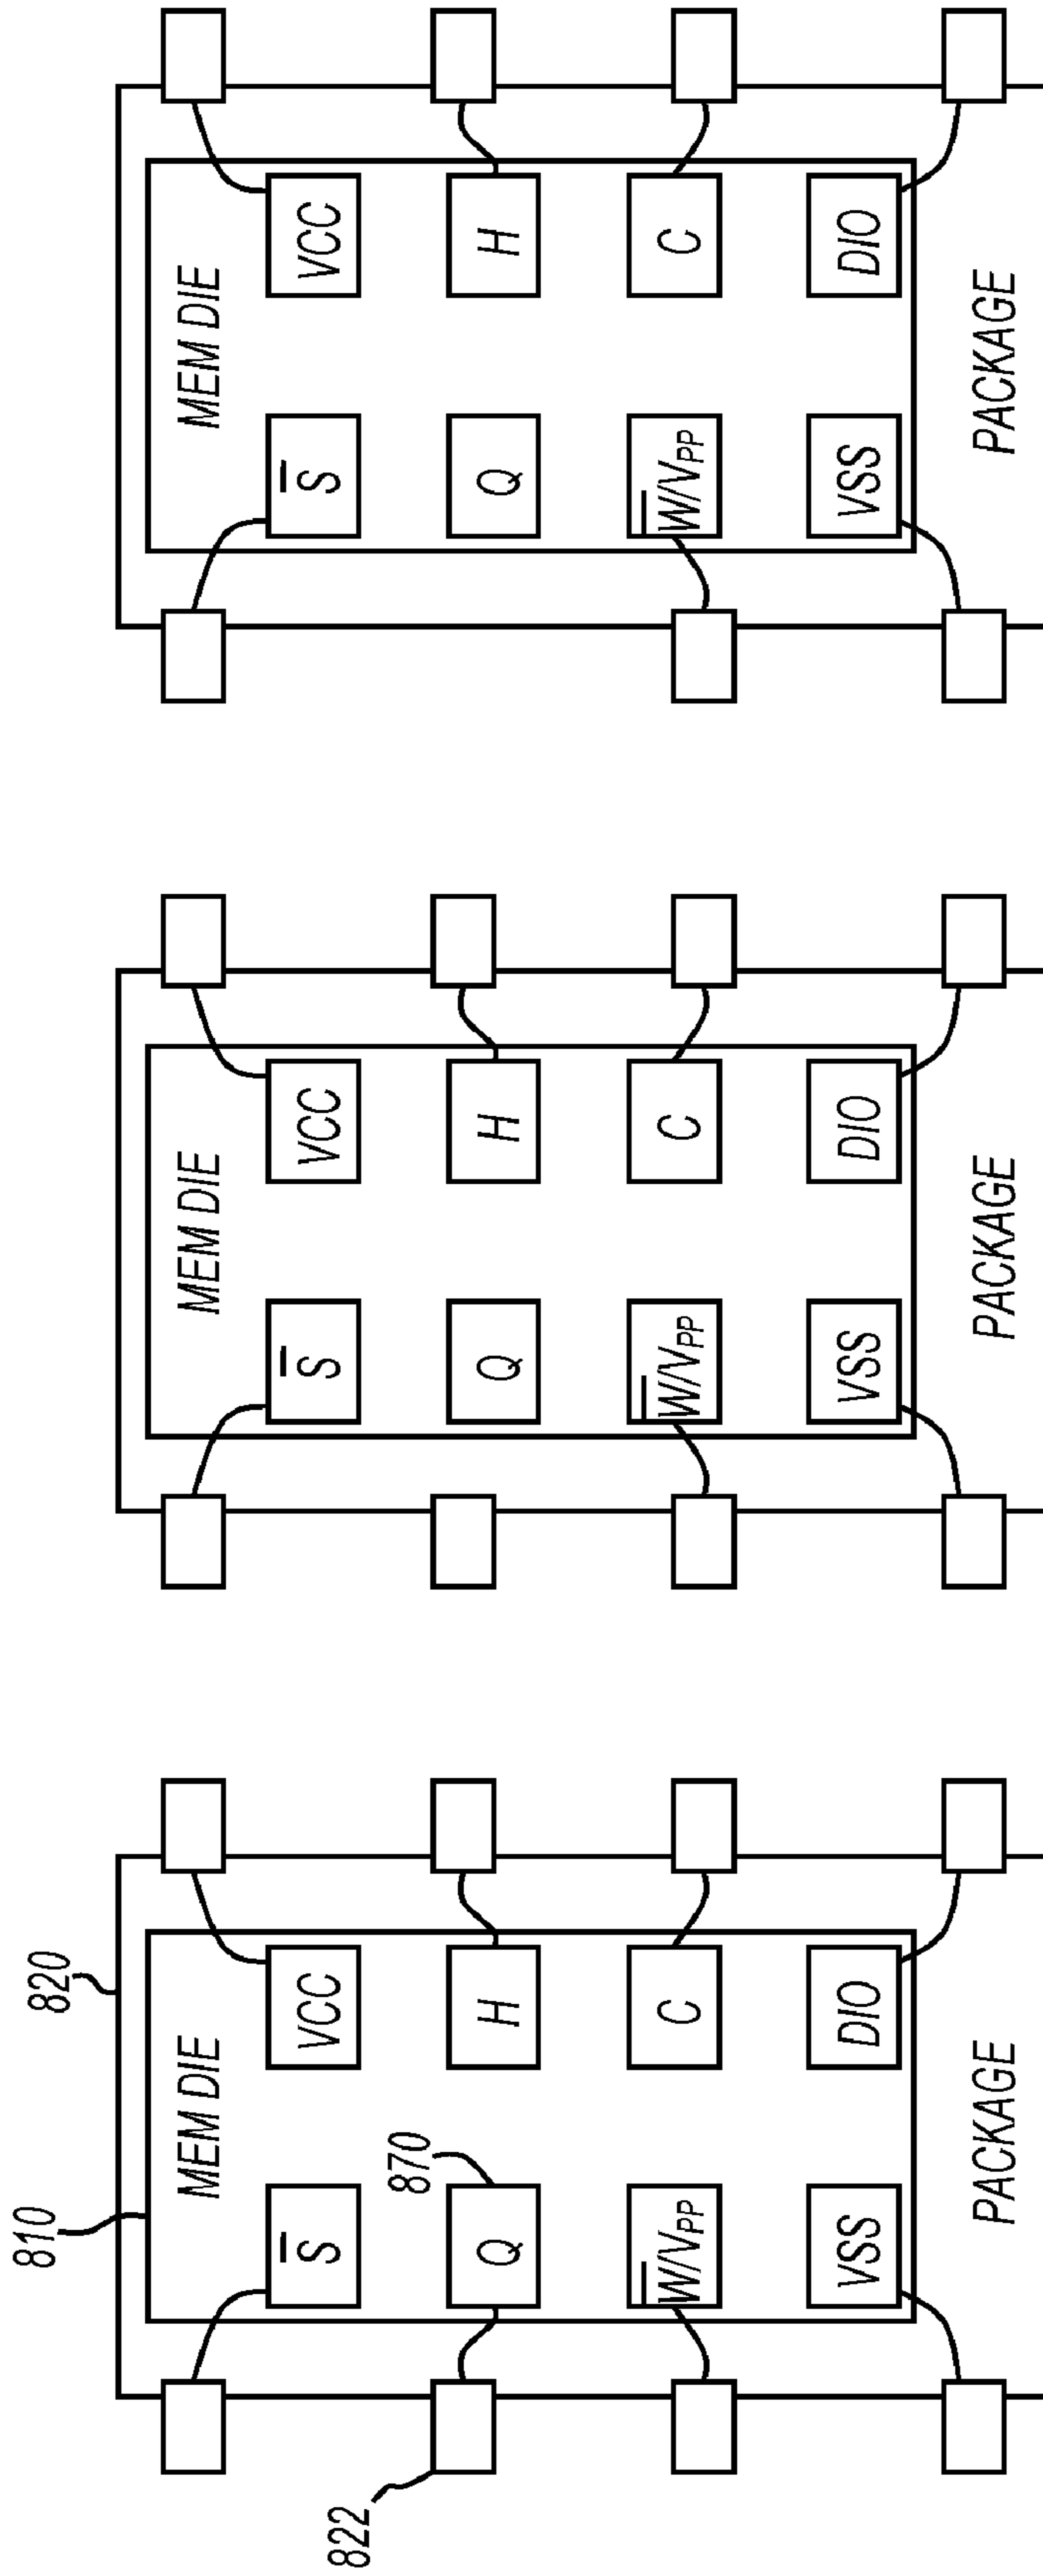 810
820
MEM DIE
S̅
VCC
822
870
Q
H
W̅/VPP
C
VSS
DIO
PACKAGE
MEM DIE
S̅
VCC
Q
H
W̅/VPP
C
VSS
DIO
PACKAGE
MEM DIE
S̅
VCC
Q
H
W̅/VPP
C
VSS
DIO
PACKAGE